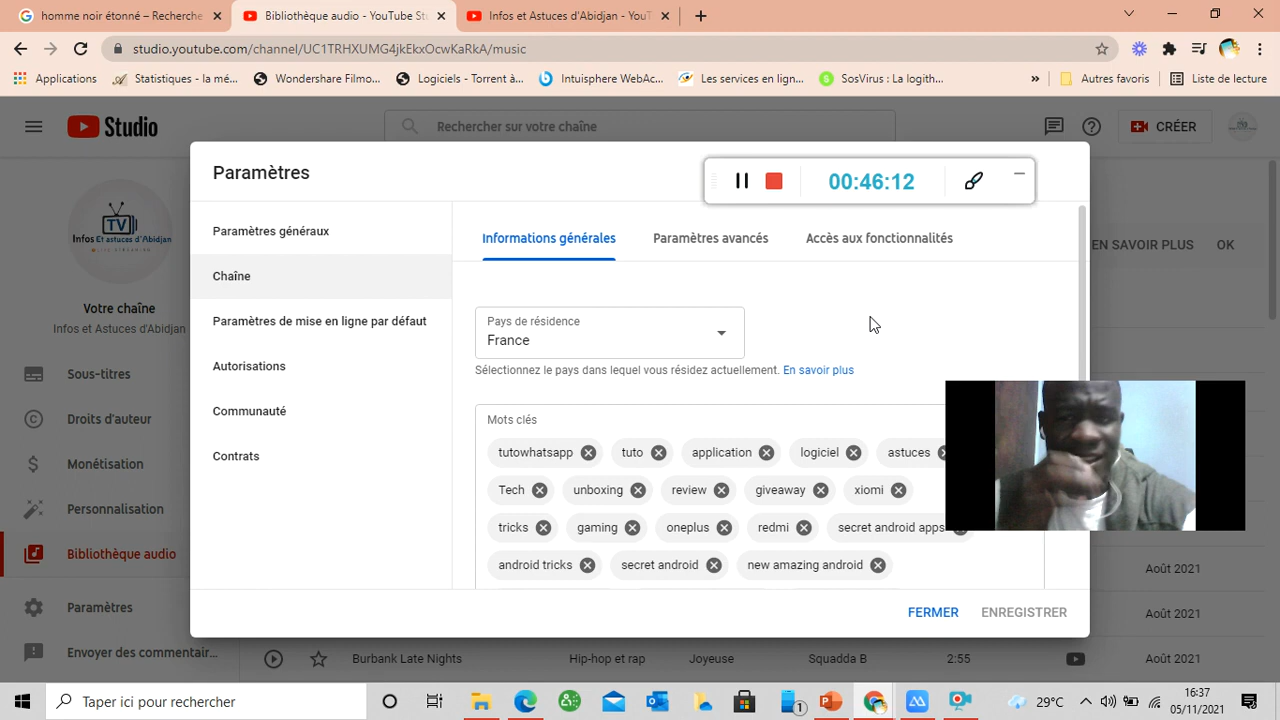 homme noir étonné - Recherche
Bibliothèque audio - YouTube St
Infos et Astuces d'Abidjan - YouT
studio.youtube.com/channel/UC1TRHXUMG4jkEkxOcwKaRkA/music
Applications
Statistiques - la mé...
Wondershare Filmo...
Logiciels - Torrent à...
Intuisphere WebAc...
Les services en lign...
SosVirus : La logith...
»
Autres favoris
Liste de lecture
Studio
Rechercher sur votre chaîne
CRÉER
Paramètres
00:46:12
TV
Infos Et astuces d'Abidjan
Votre chaîne
Infos et Astuces d'Abidjan
Sous-titres
Droits d'auteur
Monétisation
Personnalisation
Bibliothèque audio
Paramètres
Envoyer des commentair...
Paramètres généraux
Chaîne
Paramètres de mise en ligne par défaut
Autorisations
Communauté
Contrats
Informations générales
Paramètres avancés
Accès aux fonctionnalités
EN SAVOIR PLUS
OK
Pays de résidence
France
Sélectionnez le pays dans lequel vous résidez actuellement. En savoir plus
Mots clés
tutowhatsapp
tuto
application
logiciel
astuces
Tech
unboxing
review
giveaway
xiomi
tricks
gaming
oneplus
redmi
secret android apps
android tricks
secret android
new amazing android
FERMER
ENREGISTRER
Août 2021
Août 2021
Burbank Late Nights
Hip-hop et rap
Joyeuse
Squadda B
2:55
Août 2021
Taper ici pour rechercher
1
29°C
16:37
05/11/2021